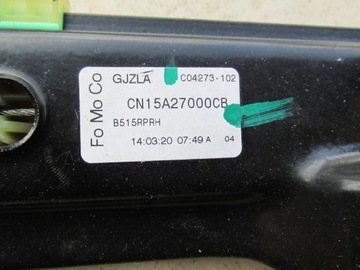 Fo Mo Co
GJZLA C04273-102
CN15A27000CB
B515RPRH
14:03:20 07:49 A 04